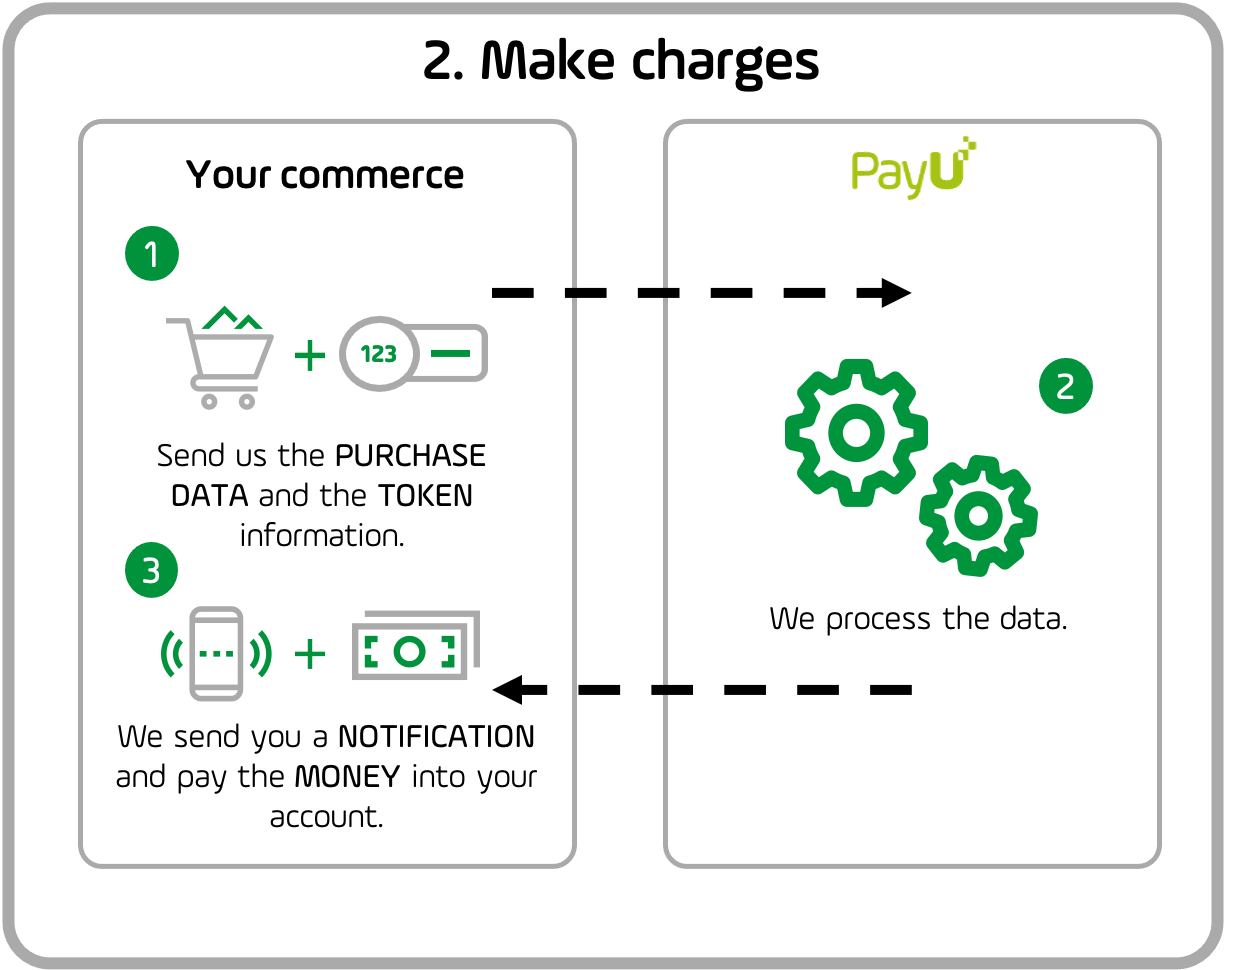 2. Make charges
Your commerce
1
123
Send us the PURCHASE
DATA and the TOKEN
information.
3
We send you a NOTIFICATION
and pay the MONEY into your
account.
PayU
2
We process the data.